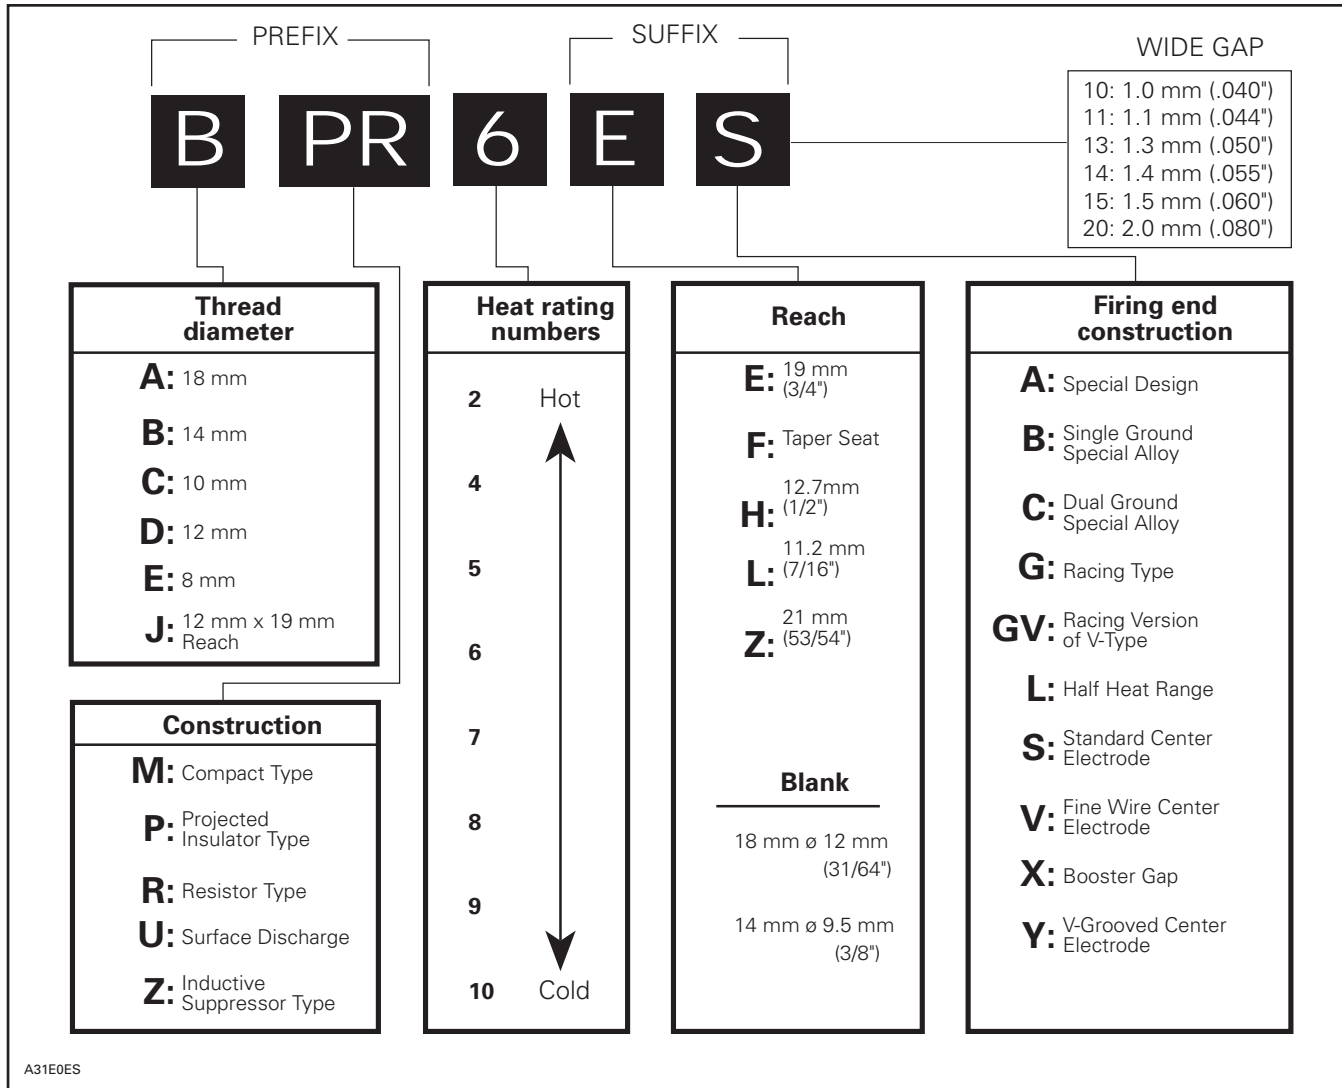 PREFIX
SUFFIX
WIDE GAP
B PR 6 E S
10: 1.0 mm (.040")
11: 1.1 mm (.044")
13: 1.3 mm (.050")
14: 1.4 mm (.055")
15: 1.5 mm (.060")
20: 2.0 mm (.080")
Thread
diameter
A: 18 mm
B: 14 mm
C: 10 mm
D: 12 mm
E: 8 mm
J: 12 mm x 19 mm
Reach
Construction
M: Compact Type
P: Projected
Insulator Type
R: Resistor Type
U: Surface Discharge
Z: Inductive
Suppressor Type
Heat rating
numbers
2 Hot
4
5
6
7
8
9
10 Cold
Reach
E: 19 mm
(3/4")
F: Taper Seat
H: 12.7mm
(1/2")
L: 11.2 mm
(7/16")
Z: 21 mm
(53/54")
Blank
18 mm ø 12 mm
(31/64")
14 mm ø 9.5 mm
(3/8")
Firing end
construction
A: Special Design
B: Single Ground
Special Alloy
C: Dual Ground
Special Alloy
G: Racing Type
GV: Racing Version
of V-Type
L: Half Heat Range
S: Standard Center
Electrode
V: Fine Wire Center
Electrode
X: Booster Gap
Y: V-Grooved Center
Electrode
A31E0ES